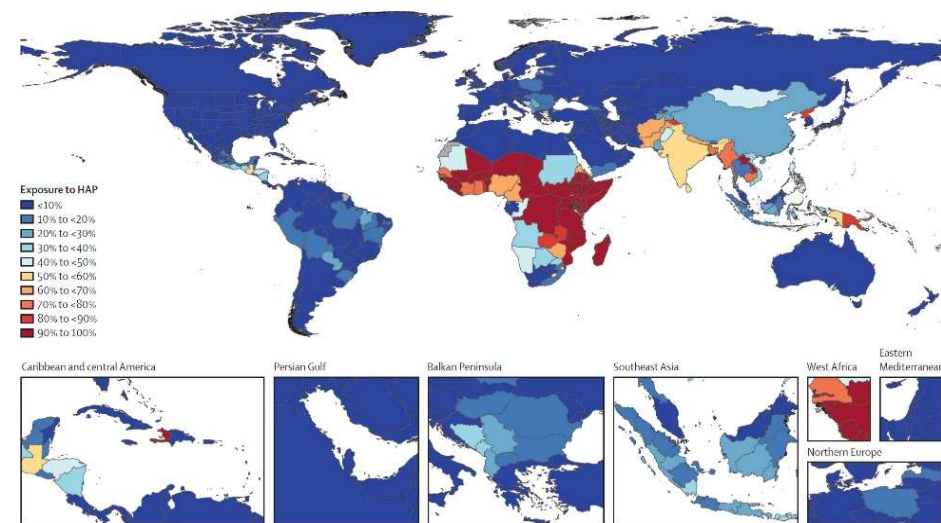 Exposure to HAP
≤10%
10% to <20%
20% to <30%
30% to <40%
40% to <50%
50% to <60%
60% to <70%
70% to <80%
80% to <90%
90% to 100%
Caribbean and central America
Persian Gulf
Balkan Peninsula
Southeast Asia
West Africa
Eastern
Mediterranean
Northern Europe